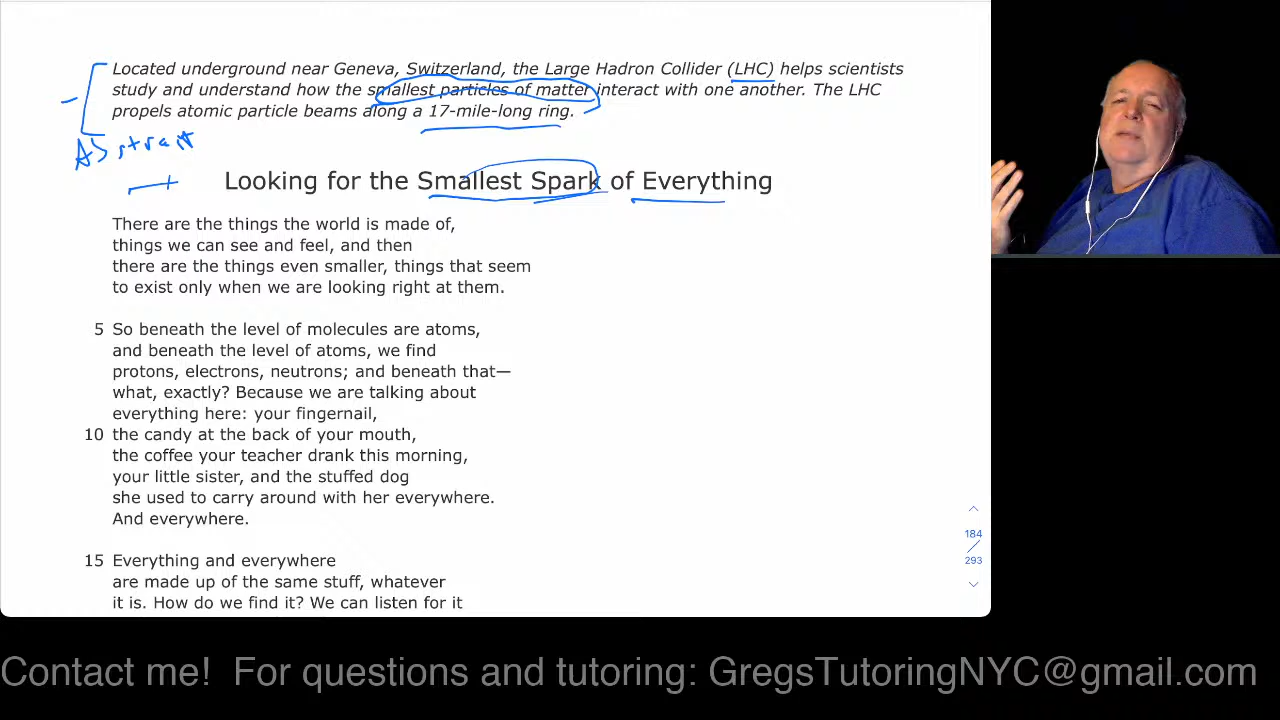 Located underground near Geneva, Switzerland, the Large Hadron Collider (LHC) helps scientists
study and understand how the smallest particles of matter interact with one another. The LHC
propels atomic particle beams along a 17-mile-long ring.
Abstract
Looking for the Smallest Spark of Everything
There are the things the world is made of,
things we can see and feel, and then
there are the things even smaller, things that seem
to exist only when we are looking right at them.
5 So beneath the level of molecules are atoms,
and beneath the level of atoms, we find
protons, electrons, neutrons; and beneath that—
what, exactly? Because we are talking about
everything here: your fingernail,
10 the candy at the back of your mouth,
the coffee your teacher drank this morning,
your little sister, and the stuffed dog
she used to carry around with her everywhere.
And everywhere.
184
293
15 Everything and everywhere
are made up of the same stuff, whatever
it is. How do we find it? We can listen for it
Contact me! For questions and tutoring: GregsTutoringNYC@gmail.com